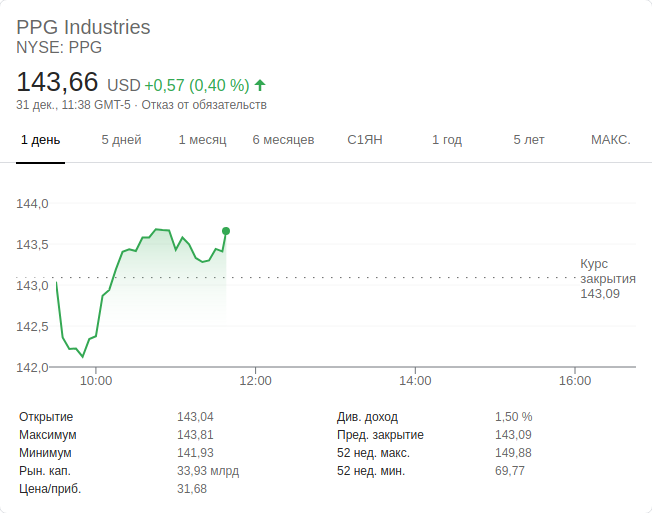 PPG Industries
NYSE: PPG
143,66 USD +0,57 (0,40 %)
31 дек., 11:38 GMT-5 · Отказ от обязательств
1 день 5 дней 1 месяц 6 месяцев С1ЯН 1 год 5 лет МАКС.
144,0
143,5
Курс
закрытия
143,09
143,0
142,5
142,0
10:00 12:00 14:00 16:00
Открытие 143,04 Див. доход 1,50 %
Максимум 143,81 Пред. закрытие 143,09
Минимум 141,93 52 нед. макс. 149,88
Рын. кап. 33,93 млрд 52 нед. мин. 69,77
Цена/приб. 31,68